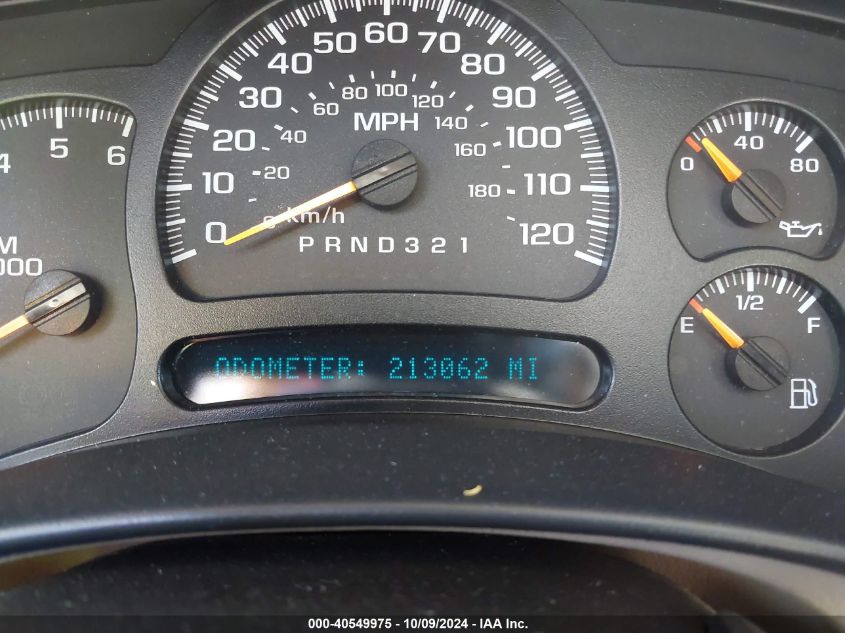 4 5 6
M
000
0 10 20 30 40 50 60 70 80 90 100 110 120
MPH
20 40 60 80 100 120 140 160 180
km/h
PRND321
ODOMETER: 213062 MI
0 40 80
E 1/2 F
000-40549975 - 10/09/2024 - IAA Inc.